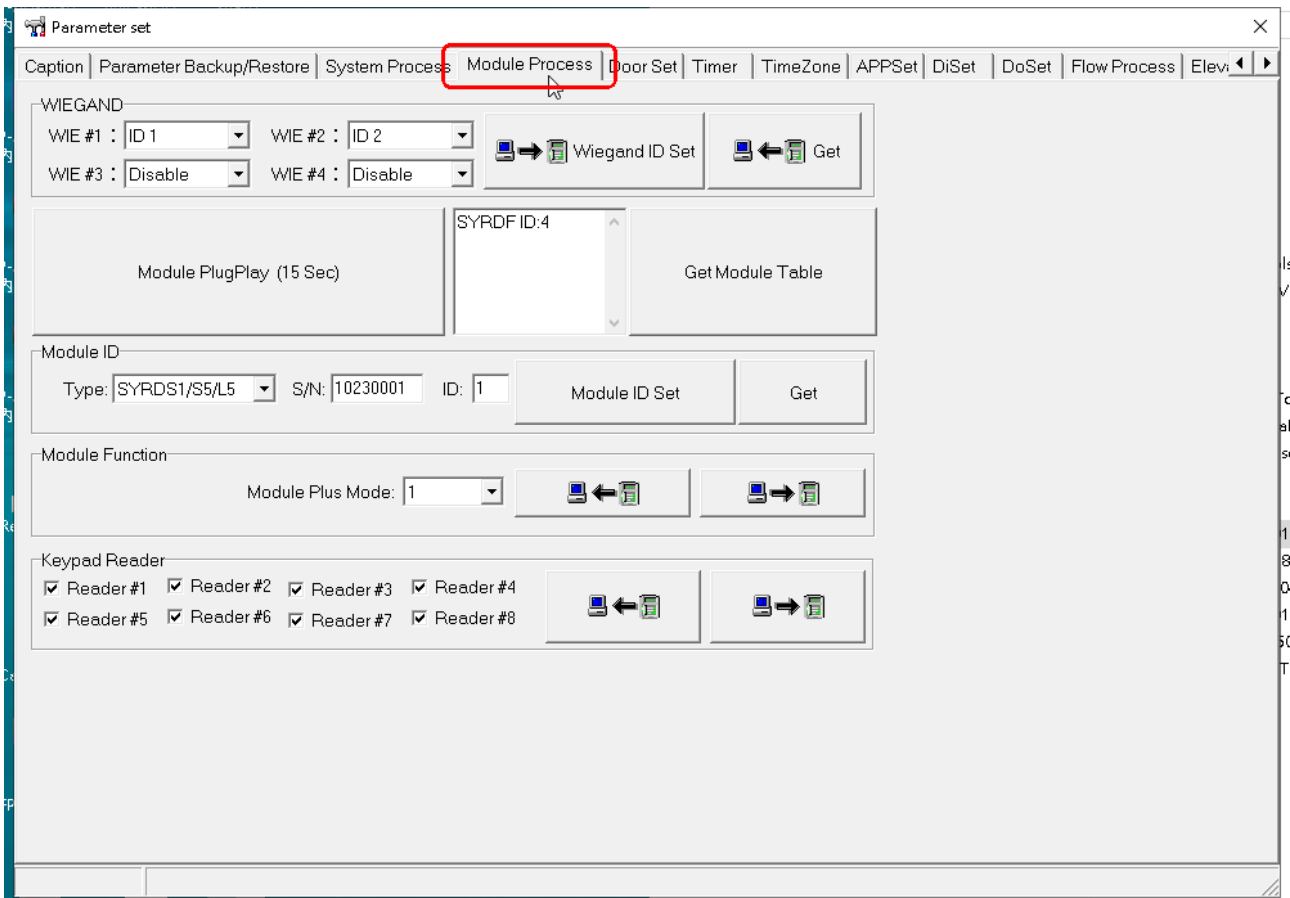 Parameter set
Caption Parameter Backup/Restore System Process Module Process Door Set Timer TimeZone APPSet DiSet DoSet Flow Process
WIEGAND
WIE #1 : ID 1 WIE #2 : ID 2 Wiegand ID Set Get
WIE #3 : Disable WIE #4 : Disable
SYRDF ID:4
Module PlugPlay (15 Sec) Get Module Table
Module ID
Type: SYRDS1/S5/L5 S/N: 10230001 ID: 1 Module ID Set Get
Module Function
Module Plus Mode: 1
Keypad Reader
Reader #1 Reader #2 Reader #3 Reader #4
Reader #5 Reader #6 Reader #7 Reader #8